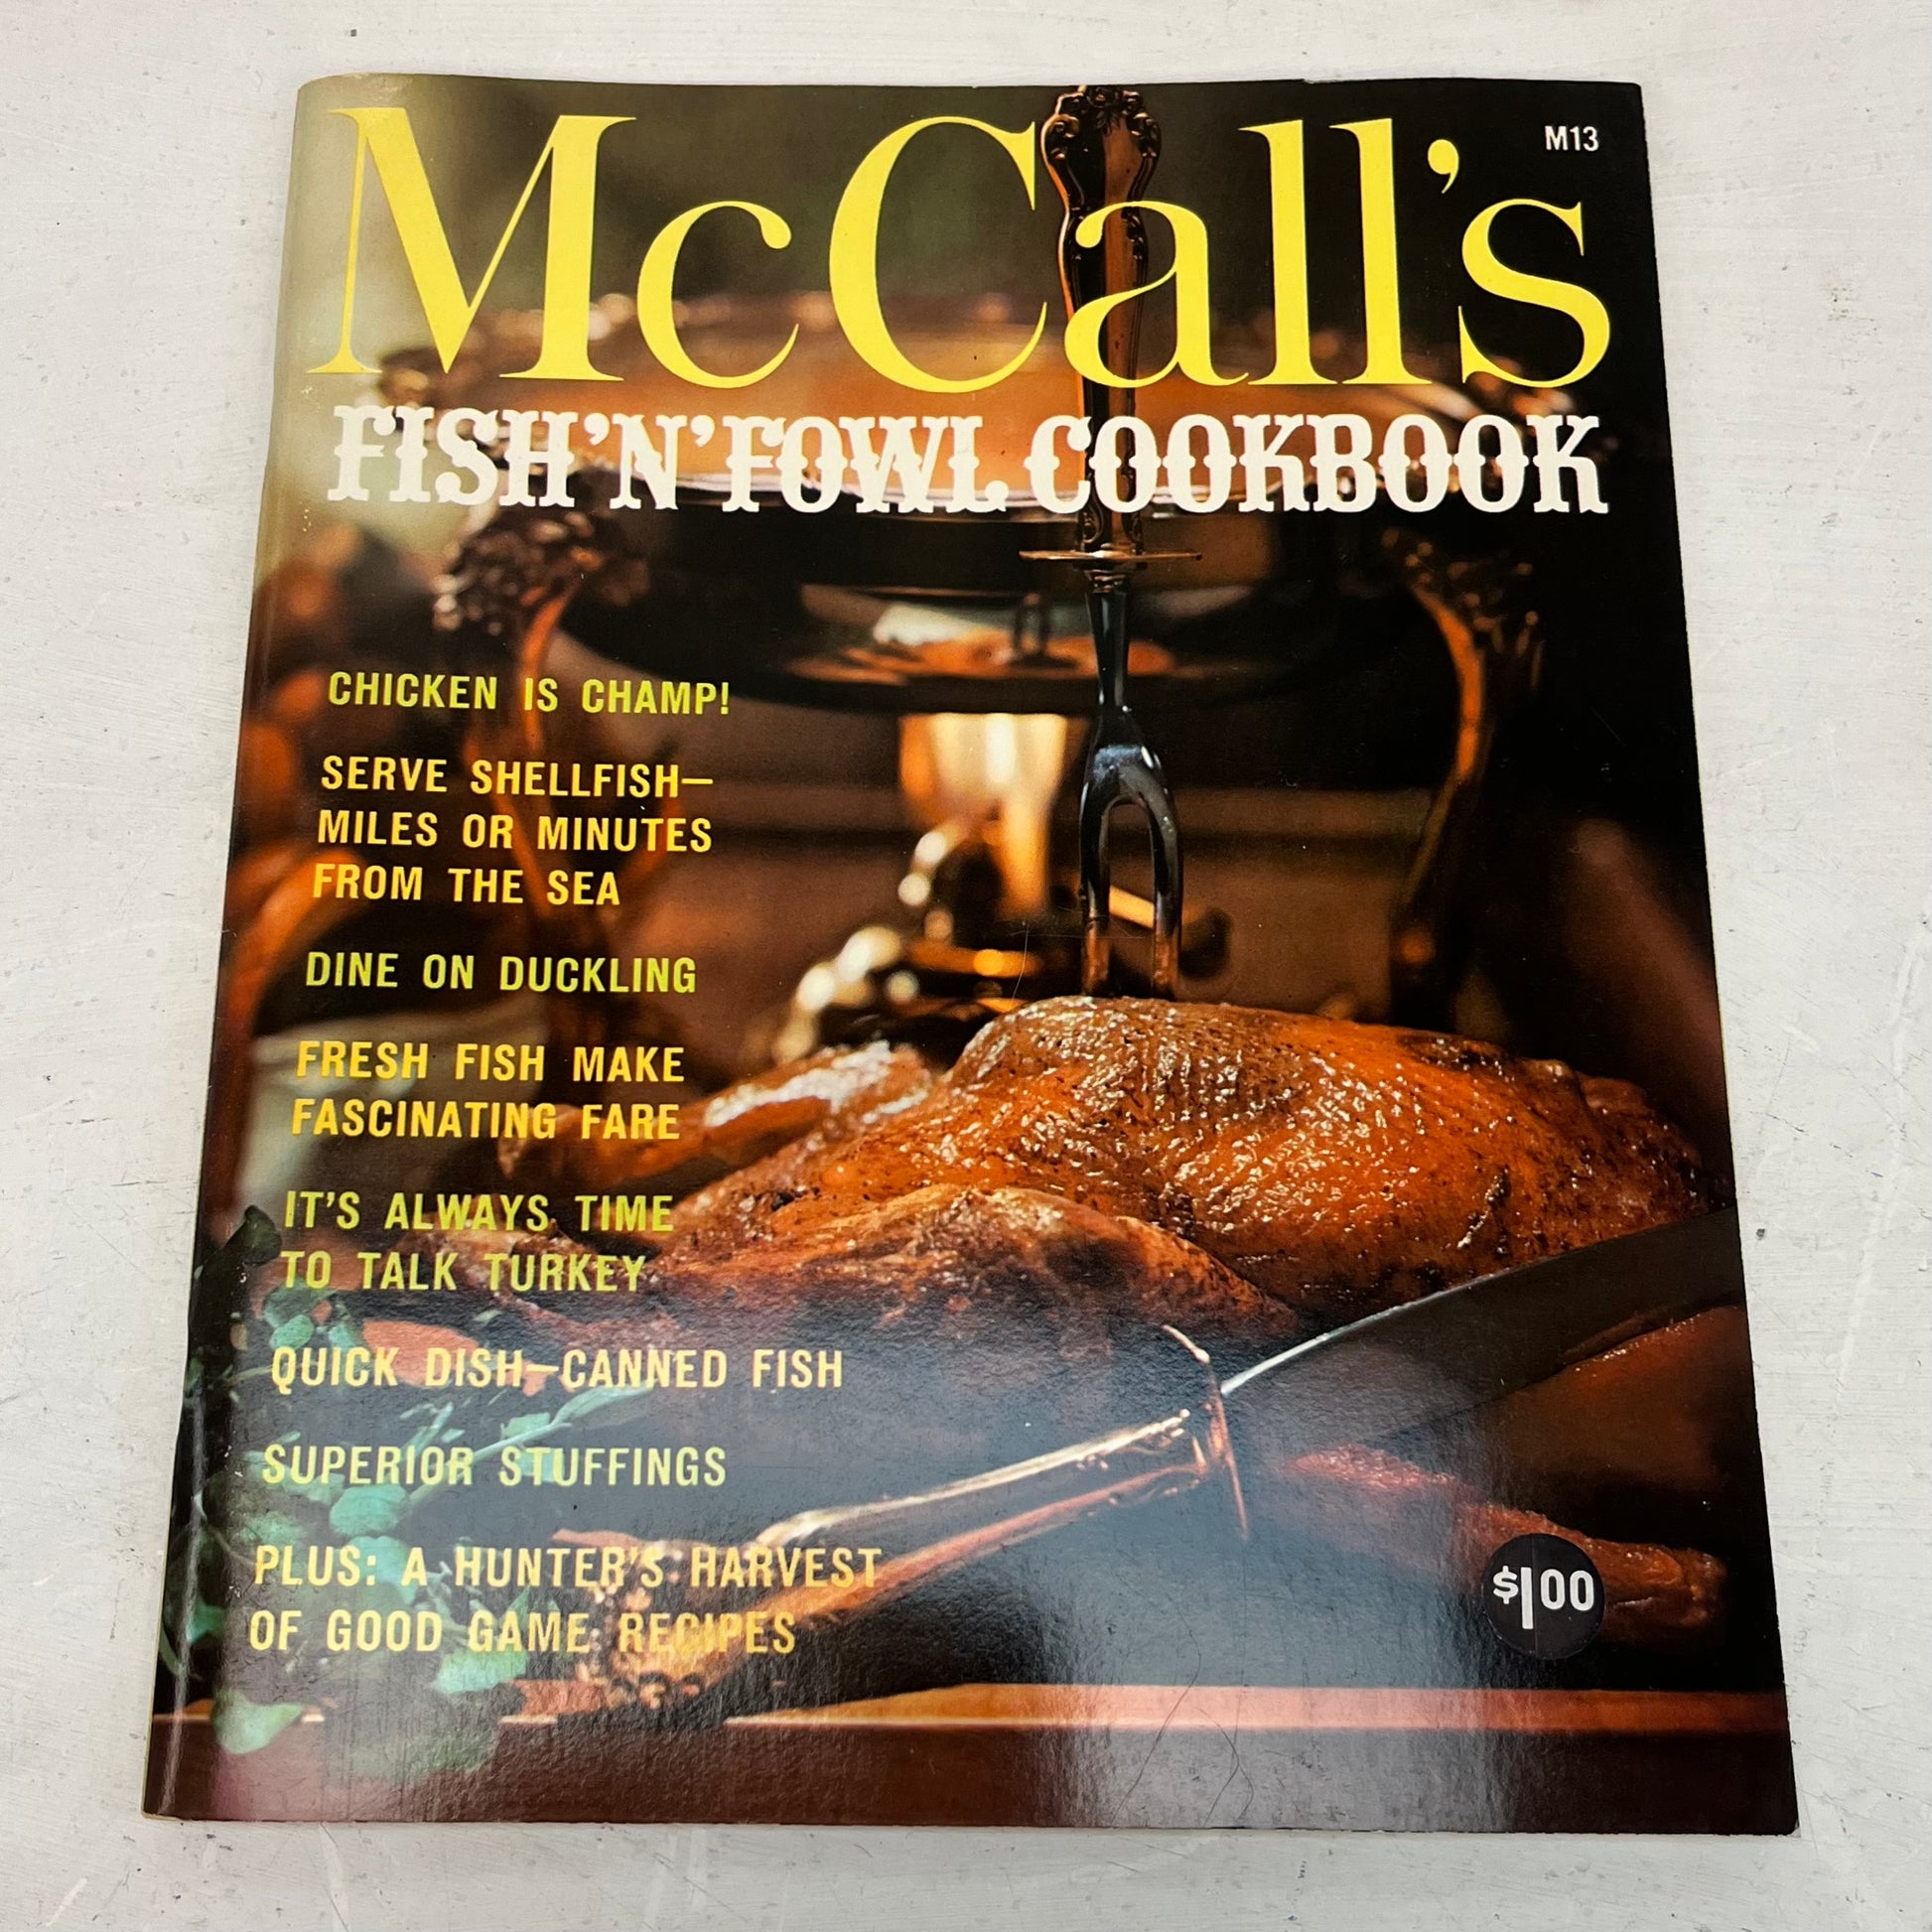 McCall's
M13
FISH 'N' FOWL COOKBOOK
CHICKEN IS CHAMP!
SERVE SHELLFISH—
MILES OR MINUTES
FROM THE SEA
DINE ON DUCKLING
FRESH FISH MAKE
FASCINATING FARE
IT'S ALWAYS TIME
TO TALK TURKEY
QUICK DISH—CANNED FISH
SUPERIOR STUFFINGS
PLUS: A HUNTER'S HARVEST
OF GOOD GAME RECIPES
$100